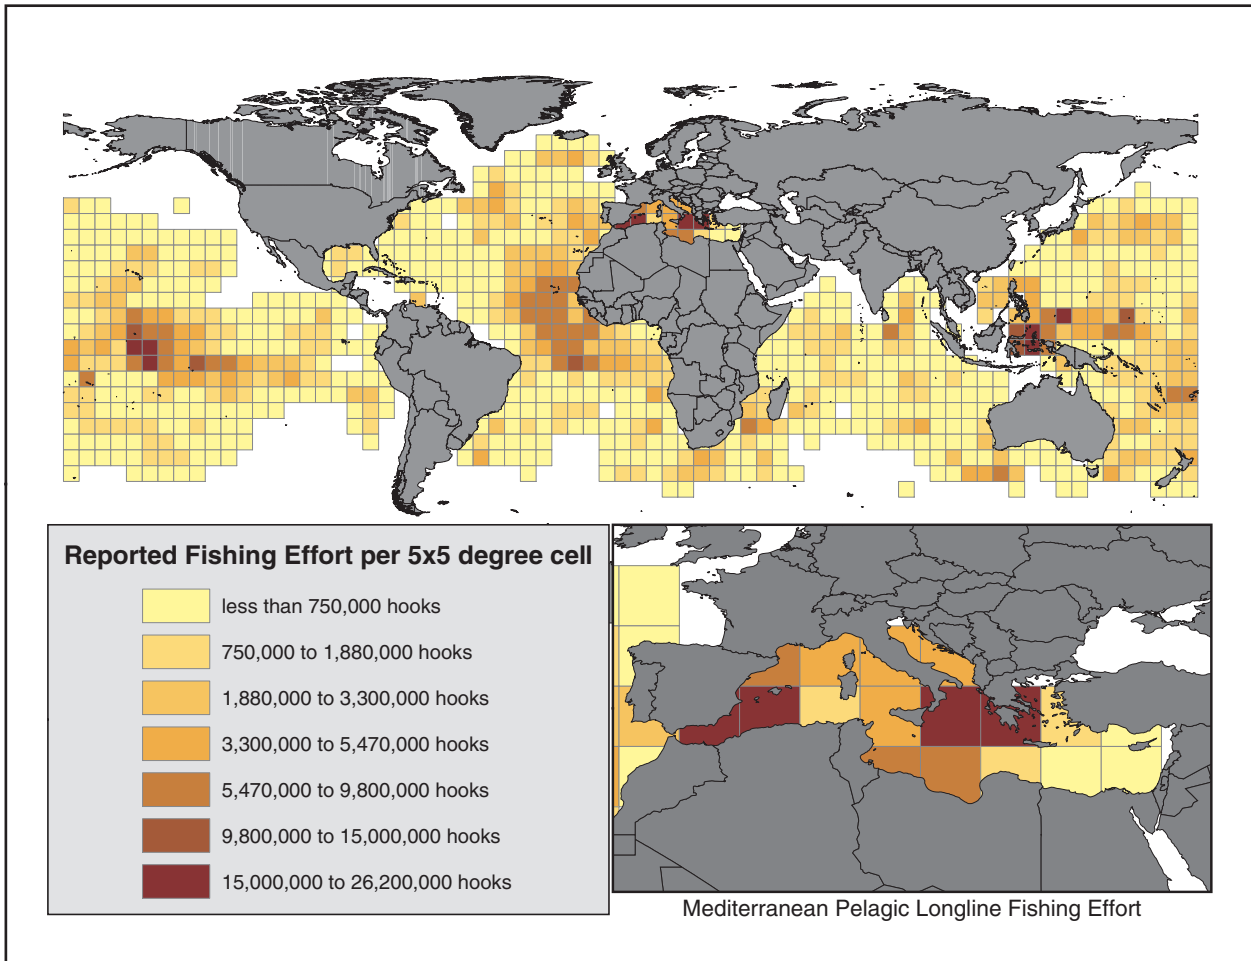 Reported Fishing Effort per 5x5 degree cell
less than 750,000 hooks
750,000 to 1,880,000 hooks
1,880,000 to 3,300,000 hooks
3,300,000 to 5,470,000 hooks
5,470,000 to 9,800,000 hooks
9,800,000 to 15,000,000 hooks
15,000,000 to 26,200,000 hooks
Mediterranean Pelagic Longline Fishing Effort